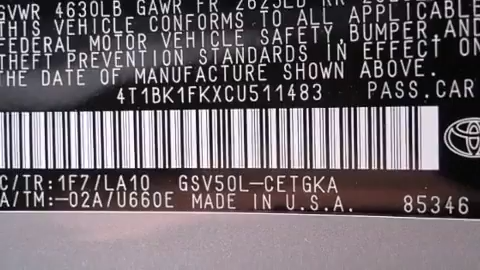 GVWR 4630LB GAWR FR 2625LB RR
VEHICLE CONFORMS TO ALL APPLICABLE
FEDERAL MOTOR VEHICLE SAFETY BUMPER, AND
THEFT PREVENTION STANDARDS IN EFFECT ON
THE DATE OF MANUFACTURE SHOWN ABOVE.
4T1BK1FKXCU511483 PASS.CAR
C/TR:1F7/LA10 GSV50L-CETGKA
A/TM:-02A/U660E MADE IN U.S.A. 85346